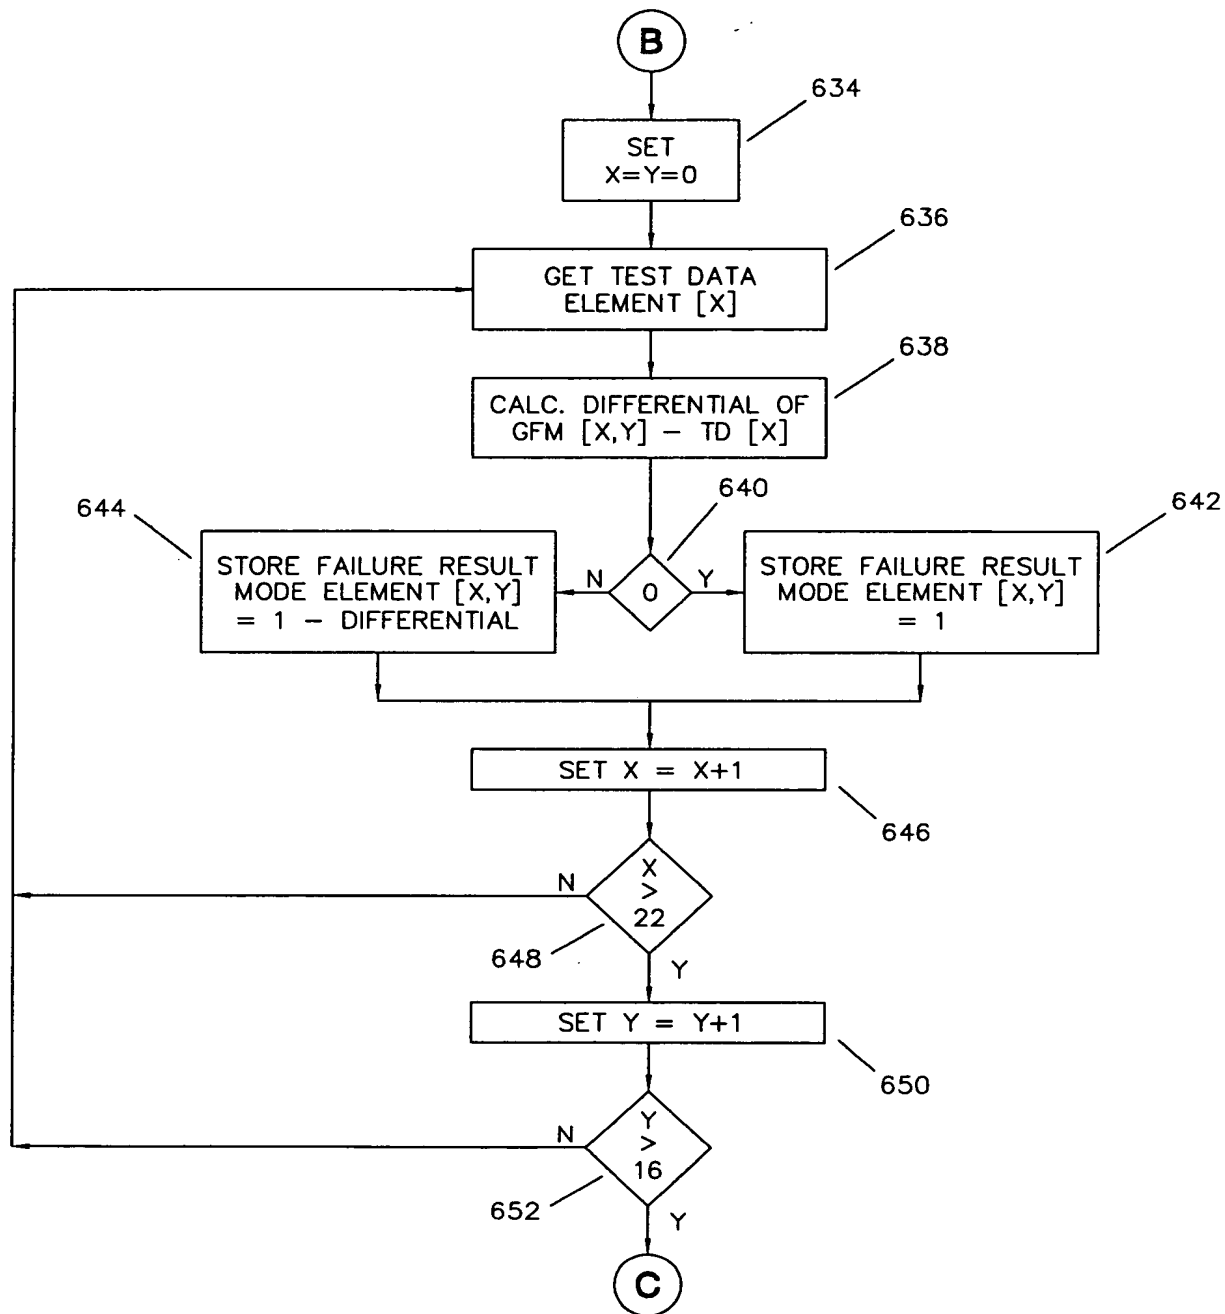 B
634
SET
X=Y=0
636
GET TEST DATA
ELEMENT [X]
638
CALC. DIFFERENTIAL OF
GFM [X,Y] – TD [X]
640
644
642
STORE FAILURE RESULT
MODE ELEMENT [X,Y]
= 1 – DIFFERENTIAL
N
0
Y
STORE FAILURE RESULT
MODE ELEMENT [X,Y]
= 1
SET X = X+1
646
N
X
>
22
648
Y
SET Y = Y+1
650
N
Y
>
16
652
Y
C